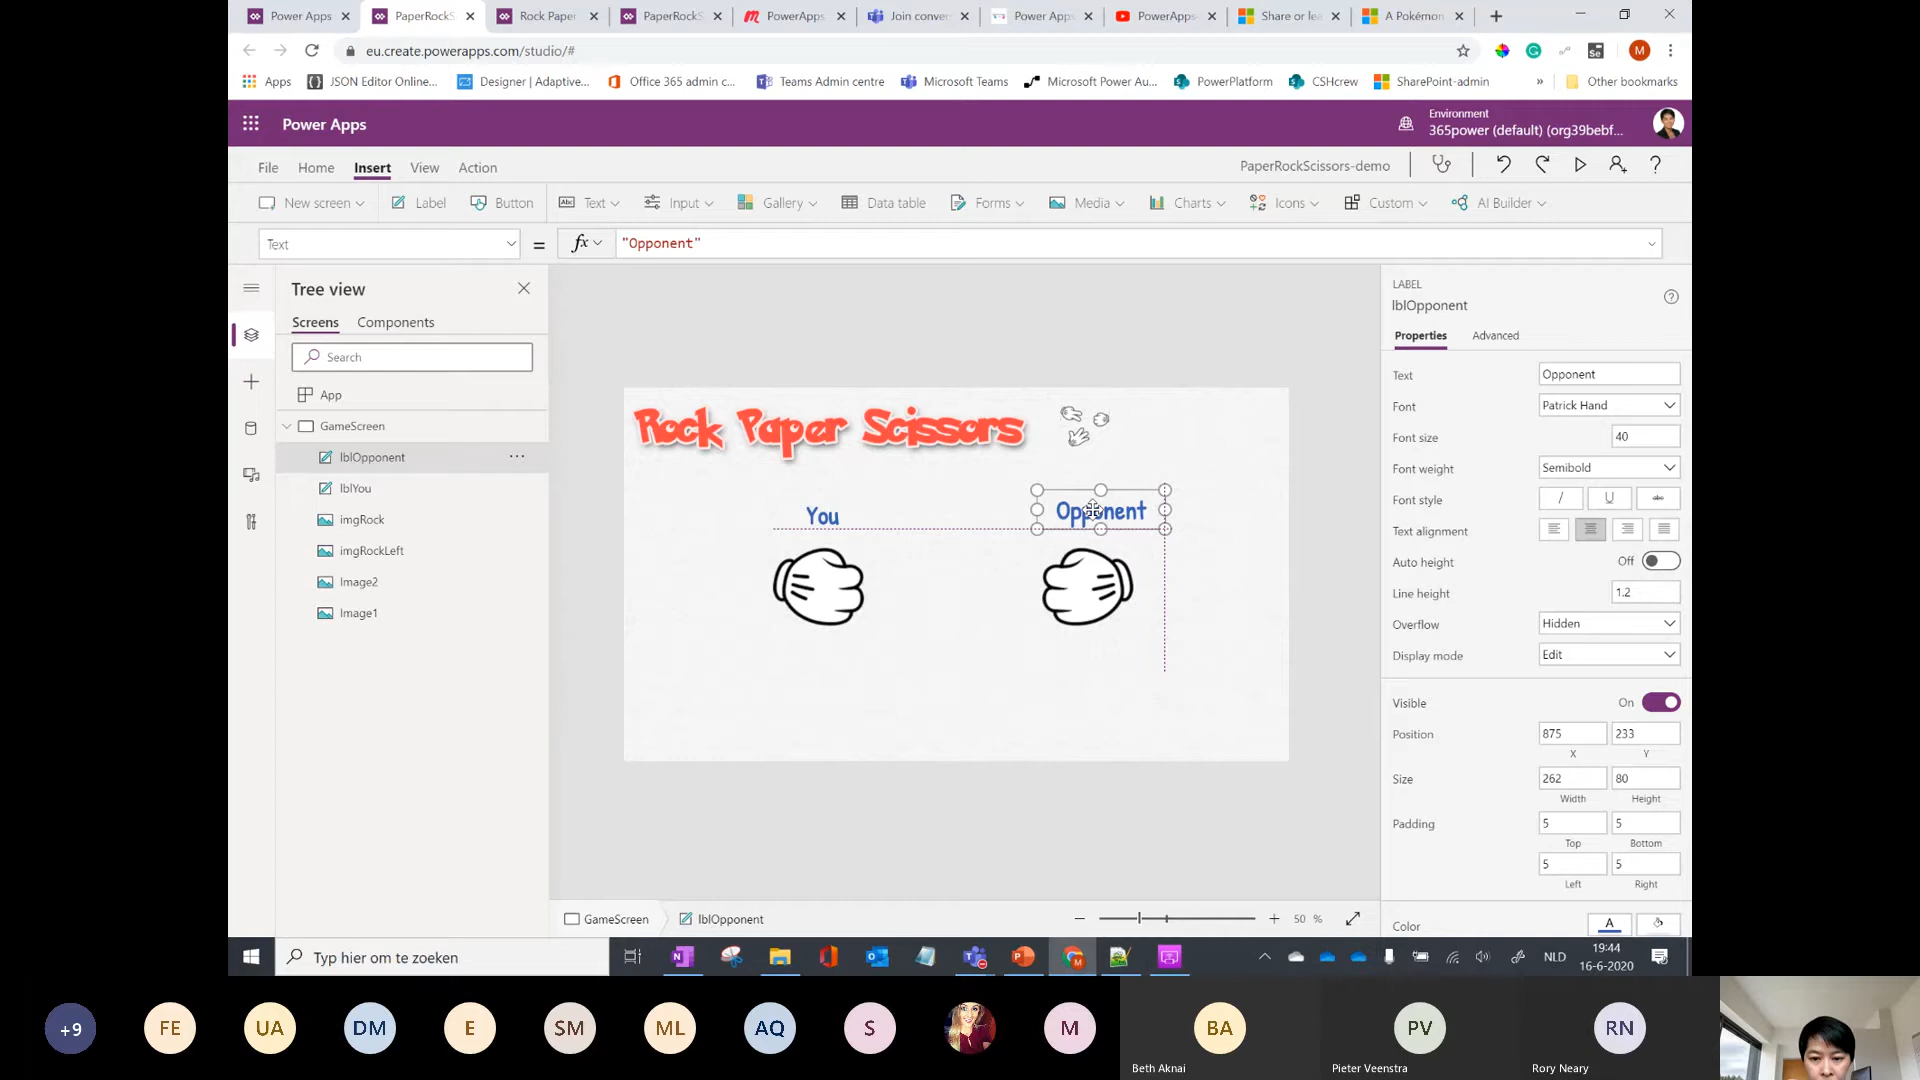 Power Apps
PaperRockS
Rock Paper
PaperRockS
PowerApps
Join conver
Power Apps
PowerApps-
Share or lea
A Pokémon
eu.create.powerapps.com/studio/#
M
Apps
JSON Editor Online...
Designer | Adaptive...
Office 365 admin c...
Teams Admin centre
Microsoft Teams
Microsoft Power Au...
PowerPlatform
CSHcrew
SharePoint-admin
»
Other bookmarks
Power Apps
Environment
365power (default) (org39bebf...
File Home Insert View Action
PaperRockScissors-demo
New screen
Label
Button
Text
Input
Gallery
Data table
Forms
Media
Charts
Icons
Custom
AI Builder
Text
=
fx
"Opponent"
Tree view
Screens
Components
Search
App
GameScreen
lblOpponent
...
lblYou
imgRock
imgRockLeft
Image2
Image1
Rock Paper Scissors
You
Opponent
LABEL
lblOpponent
Properties
Advanced
Text
Opponent
Font
Patrick Hand
Font size
40
Font weight
Semibold
Font style
/
U
abc
Text alignment
Auto height
Off
Line height
1.2
Overflow
Hidden
Display mode
Edit
Visible
On
Position
875
233
X
Y
Size
262
80
Width
Height
Padding
5
5
Top
Bottom
5
5
Left
Right
Color
A
GameScreen
lblOpponent
50 %
Typ hier om te zoeken
NLD
19:44
16-6-2020
+9
FE
UA
DM
E
SM
ML
AQ
S
M
BA
Beth Aknai
PV
Pieter Veenstra
RN
Rory Neary